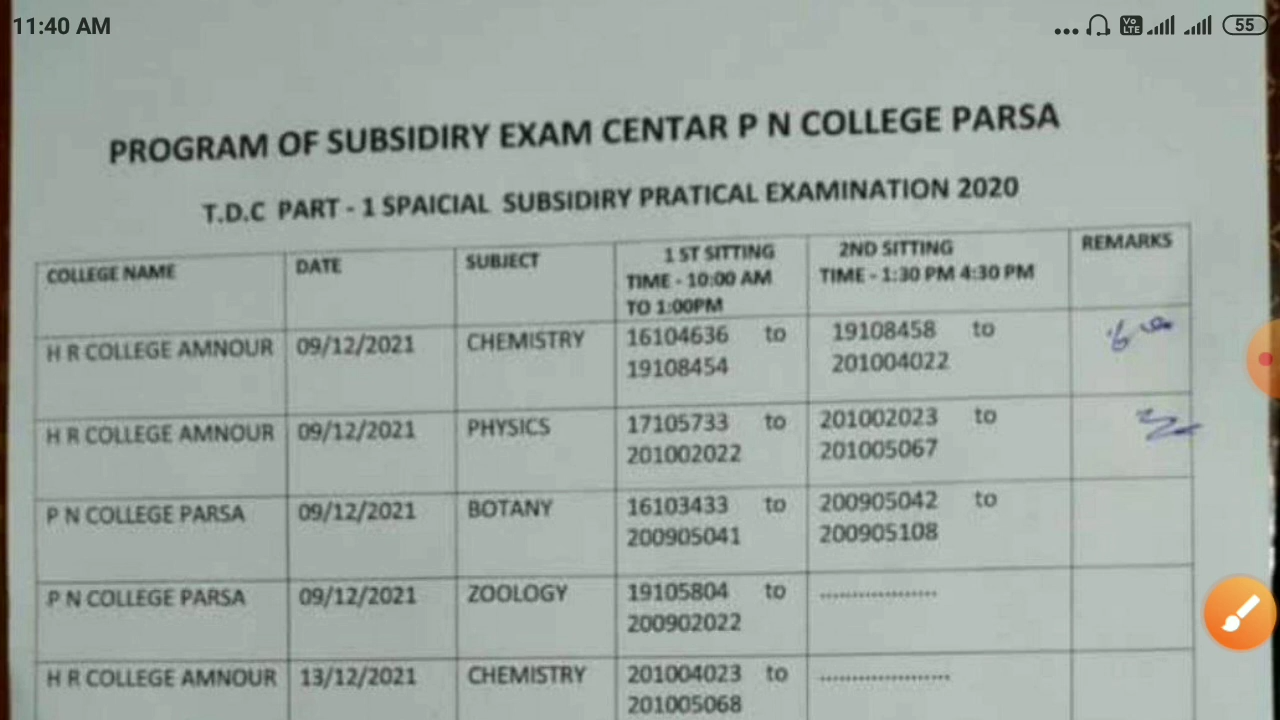 11:40 AM
Vo
LTE
55
PROGRAM OF SUBSIDIRY EXAM CENTAR P N COLLEGE PARSA
T.D.C PART - 1 SPAICIAL SUBSIDIRY PRATICAL EXAMINATION 2020
COLLEGE NAME DATE SUBJECT 1 ST SITTING TIME - 10:00 AM TO 1:00PM 2ND SITTING TIME - 1:30 PM 4:30 PM REMARKS
H R COLLEGE AMNOUR 09/12/2021 CHEMISTRY 16104636 to 19108454 19108458 to 201004022
H R COLLEGE AMNOUR 09/12/2021 PHYSICS 17105733 to 201002022 201002023 to 201005067
P N COLLEGE PARSA 09/12/2021 BOTANY 16103433 to 200905041 200905042 to 200905108
P N COLLEGE PARSA 09/12/2021 ZOOLOGY 19105804 to 200902022 ..................
H R COLLEGE AMNOUR 13/12/2021 CHEMISTRY 201004023 to 201005068 ....................